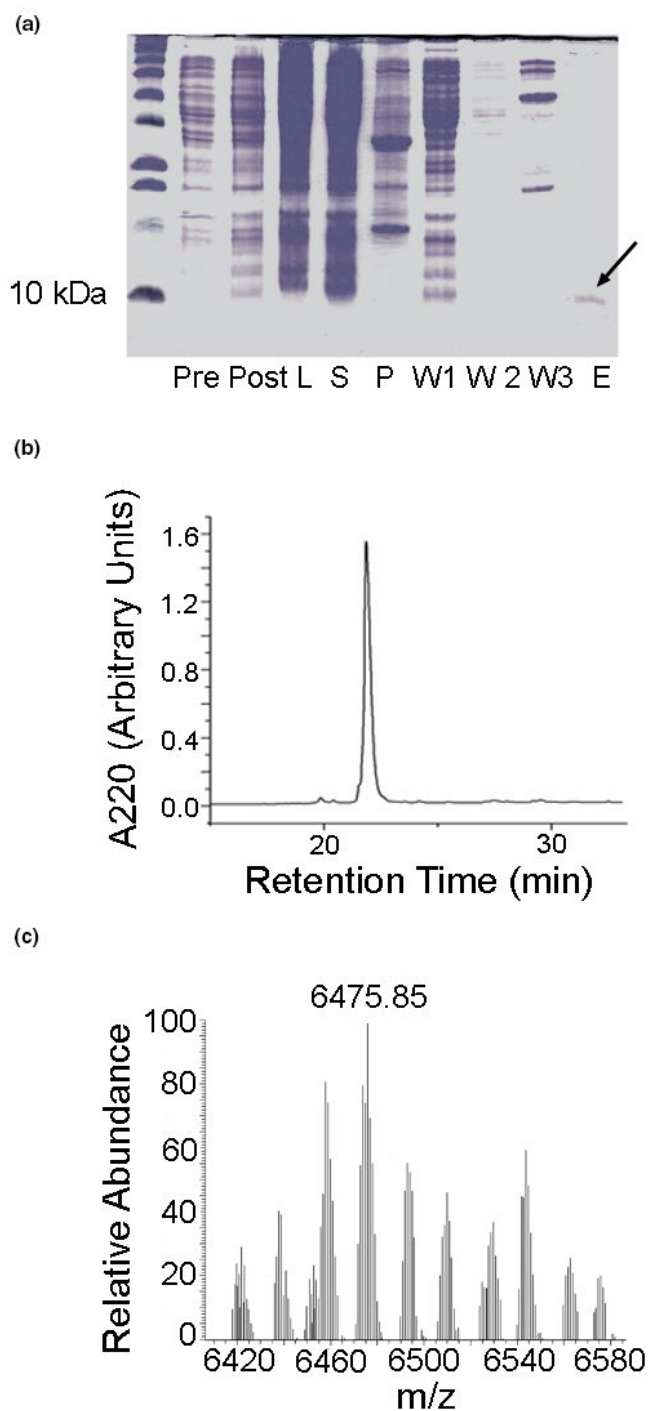 (a)
10 kDa
Pre Post L S P W1 W 2 W3 E
(b)
A220 (Arbitrary Units)
1.6
1.2
0.8
0.4
0.0
20 30
Retention Time (min)
(c)
6475.85
Relative Abundance
100
80
60
40
20
0
6420 6460 6500 6540 6580
m/z